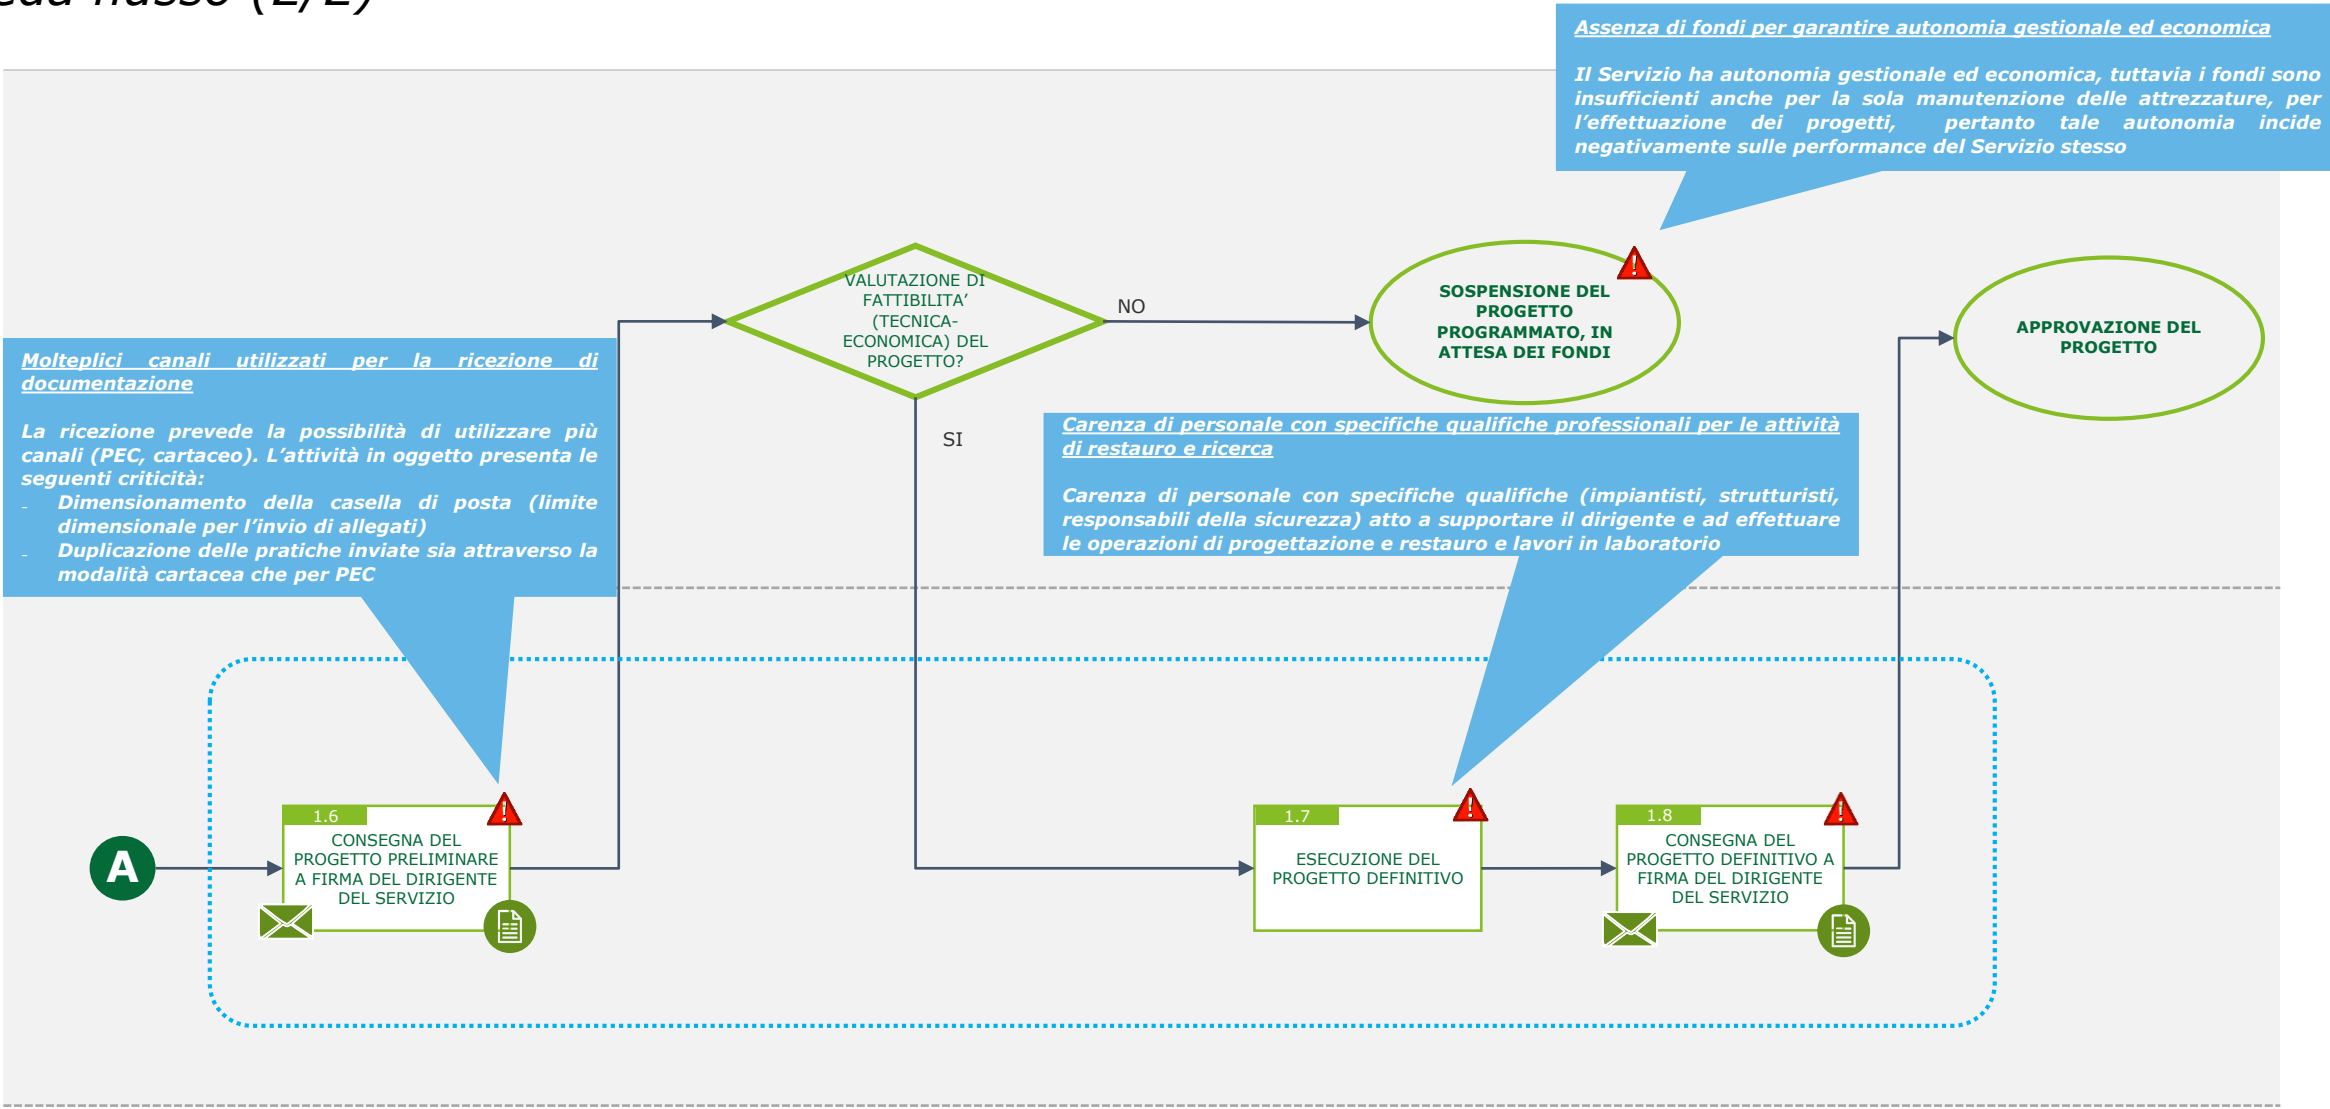 flusso (2/2)
Assenza di fondi per garantire autonomia gestionale ed economica
Il Servizio ha autonomia gestionale ed economica, tuttavia i fondi sono
insufficienti anche per la sola manutenzione delle attrezzature, per
l’effettuazione dei progetti, pertanto tale autonomia incide
negativamente sulle performance del Servizio stesso
VALUTAZIONE DI
FATTIBILITA’
(TECNICA-
ECONOMICA) DEL
PROGETTO?
NO
SI
SOSPENSIONE DEL
PROGETTO
PROGRAMMATO, IN
ATTESA DEI FONDI
APPROVAZIONE DEL
PROGETTO
Molteplici canali utilizzati per la ricezione di
documentazione
La ricezione prevede la possibilità di utilizzare più
canali (PEC, cartaceo). L’attività in oggetto presenta le
seguenti criticità:
- Dimensionamento della casella di posta (limite
dimensionale per l’invio di allegati)
- Duplicazione delle pratiche inviate sia attraverso la
modalità cartacea che per PEC
Carenza di personale con specifiche qualifiche professionali per le attività
di restauro e ricerca
Carenza di personale con specifiche qualifiche (impiantisti, strutturisti,
responsabili della sicurezza) atto a supportare il dirigente e ad effettuare
le operazioni di progettazione e restauro e lavori in laboratorio
A
1.6
CONSEGNA DEL
PROGETTO PRELIMINARE
A FIRMA DEL DIRIGENTE
DEL SERVIZIO
1.7
ESECUZIONE DEL
PROGETTO DEFINITIVO
1.8
CONSEGNA DEL
PROGETTO DEFINITIVO A
FIRMA DEL DIRIGENTE
DEL SERVIZIO